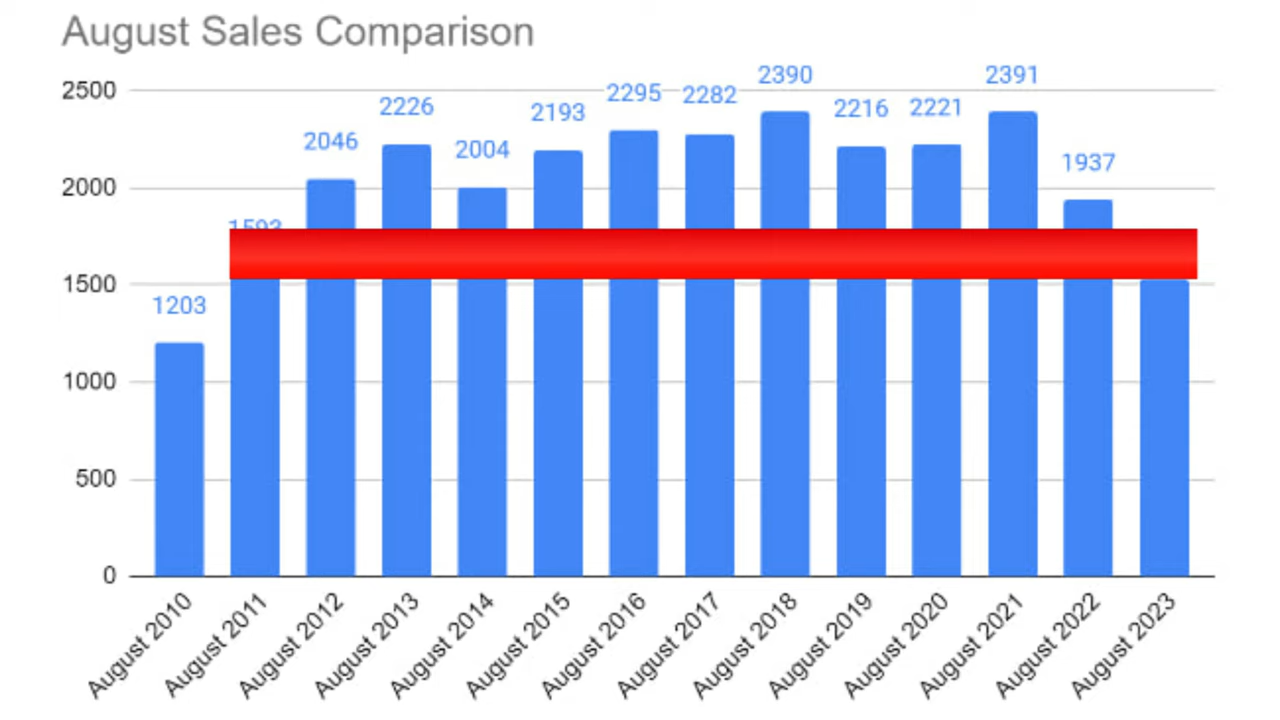 August Sales Comparison
2500
2000
1500
1000
500
0
1203
2046
2226
2004
2193
2295
2282
2390
2216
2221
2391
1937
August 2010
August 2011
August 2012
August 2013
August 2014
August 2015
August 2016
August 2017
August 2018
August 2019
August 2020
August 2021
August 2022
August 2023